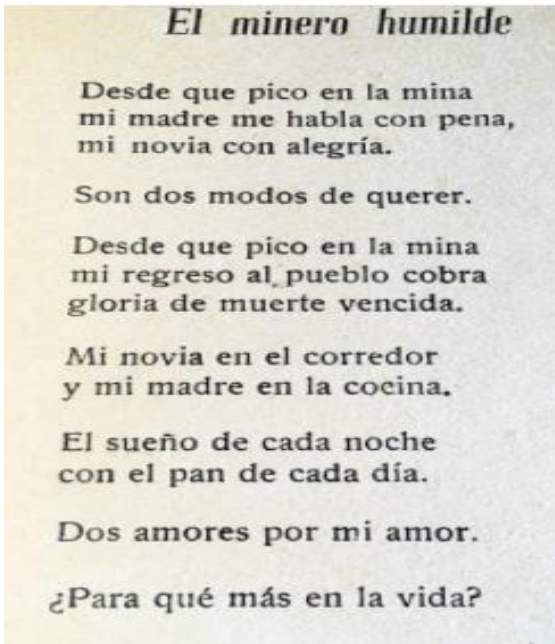 El minero humilde
Desde que pico en la mina
mi madre me habla con pena,
mi novia con alegría.
Son dos modos de querer.
Desde que pico en la mina
mi regreso al pueblo cobra
gloria de muerte vencida.
Mi novia en el corredor
y mi madre en la cocina.
El sueño de cada noche
con el pan de cada día.
Dos amores por mi amor.
¿Para qué más en la vida?